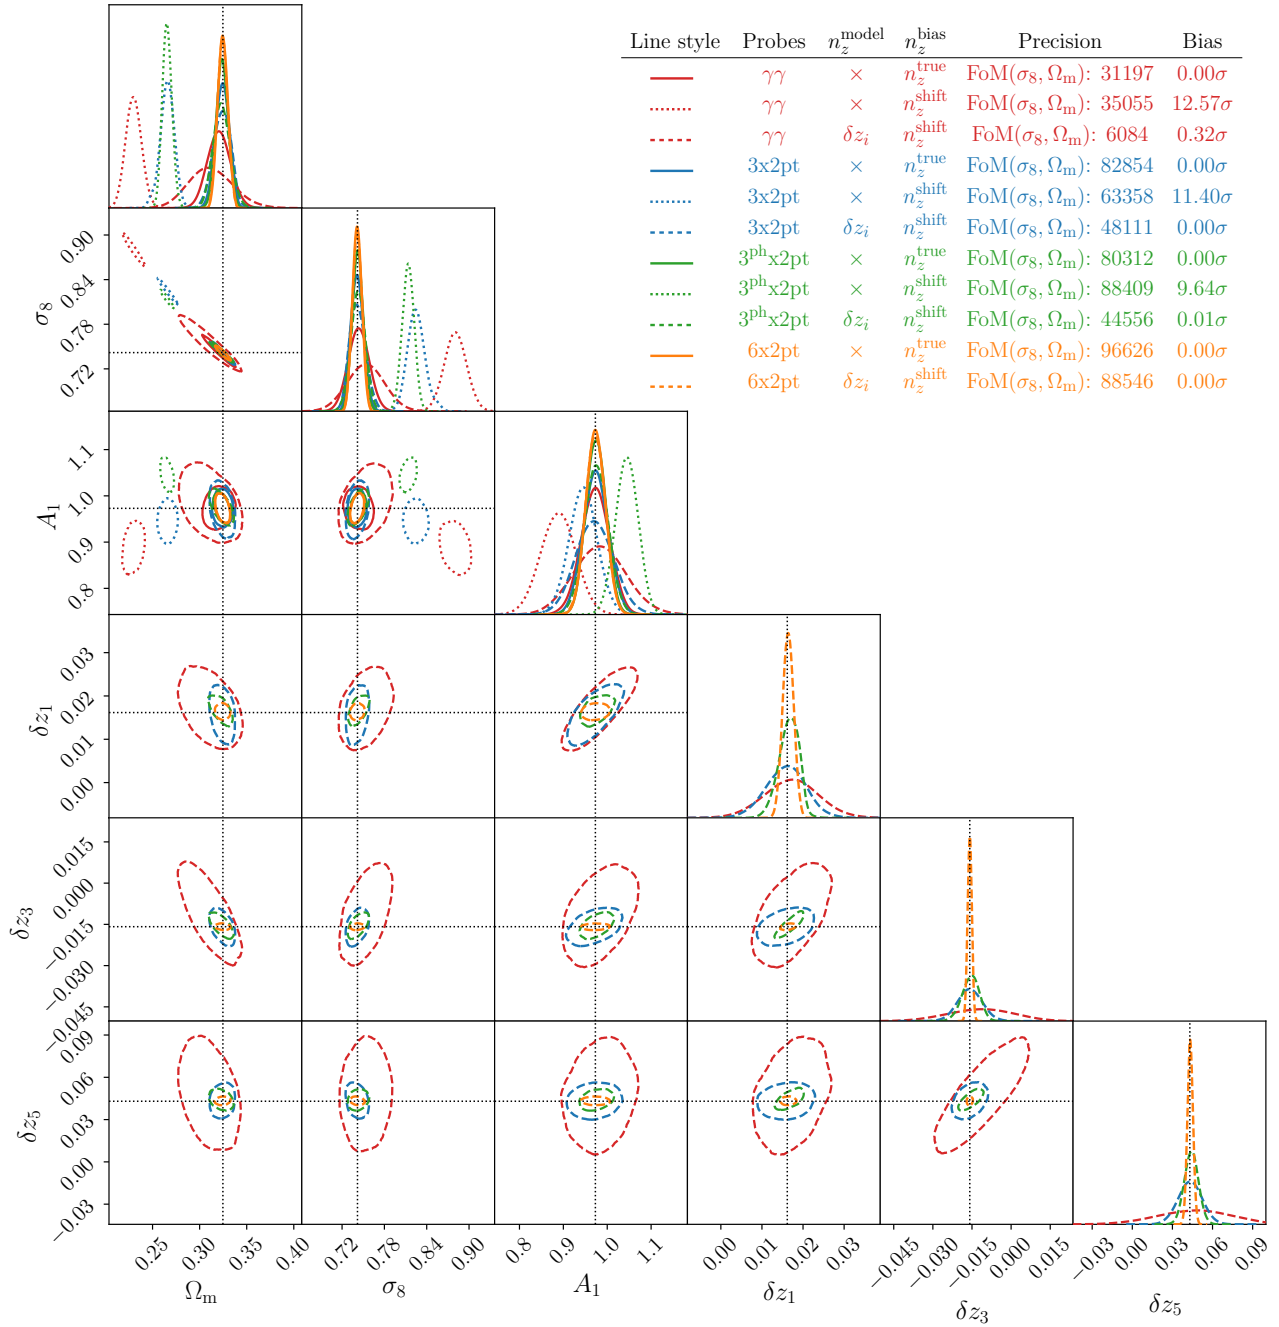 Line style Probes n_z^model n_z^bias Precision Bias
γγ × n_z^true FoM(σ₈, Ωₘ): 31197 0.00σ
γγ × n_z^shift FoM(σ₈, Ωₘ): 35055 12.57σ
γγ δz_i n_z^shift FoM(σ₈, Ωₘ): 6084 0.32σ
3x2pt × n_z^true FoM(σ₈, Ωₘ): 82854 0.00σ
3x2pt × n_z^shift FoM(σ₈, Ωₘ): 63358 11.40σ
3x2pt δz_i n_z^shift FoM(σ₈, Ωₘ): 48111 0.00σ
3^ph x2pt × n_z^true FoM(σ₈, Ωₘ): 80312 0.00σ
3^ph x2pt × n_z^shift FoM(σ₈, Ωₘ): 88409 9.64σ
3^ph x2pt δz_i n_z^shift FoM(σ₈, Ωₘ): 44556 0.01σ
6x2pt × n_z^true FoM(σ₈, Ωₘ): 96626 0.00σ
6x2pt δz_i n_z^shift FoM(σ₈, Ωₘ): 88546 0.00σ
σ₈
0.90
0.84
0.78
0.72
A₁
1.1
1.0
0.9
0.8
δz₁
0.03
0.02
0.01
0.00
δz₃
0.015
0.000
−0.015
−0.030
−0.045
δz₅
0.09
0.06
0.03
0.00
−0.03
0.25 0.30 0.35 0.40
Ωₘ
0.72 0.78 0.84 0.90
σ₈
0.8 0.9 1.0 1.1
A₁
0.00 0.01 0.02 0.03
δz₁
−0.045 −0.030 −0.015 0.000 0.015
δz₃
−0.03 0.00 0.03 0.06 0.09
δz₅